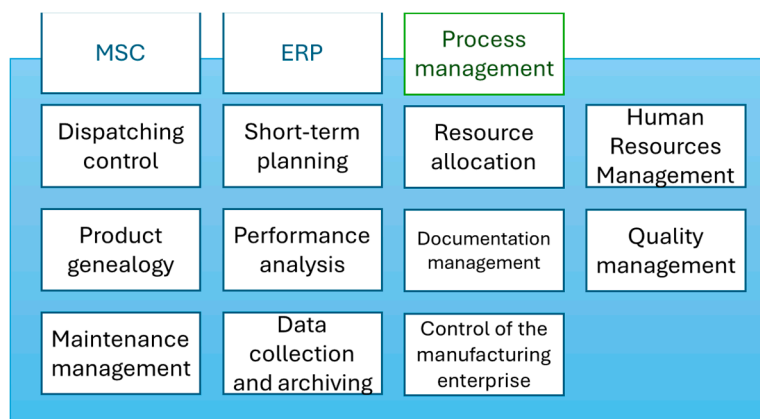 MSC
ERP
Process
management
Dispatching
control
Short-term
planning
Resource
allocation
Human
Resources
Management
Product
genealogy
Performance
analysis
Documentation
management
Quality
management
Maintenance
management
Data
collection
and archiving
Control of the
manufacturing
enterprise